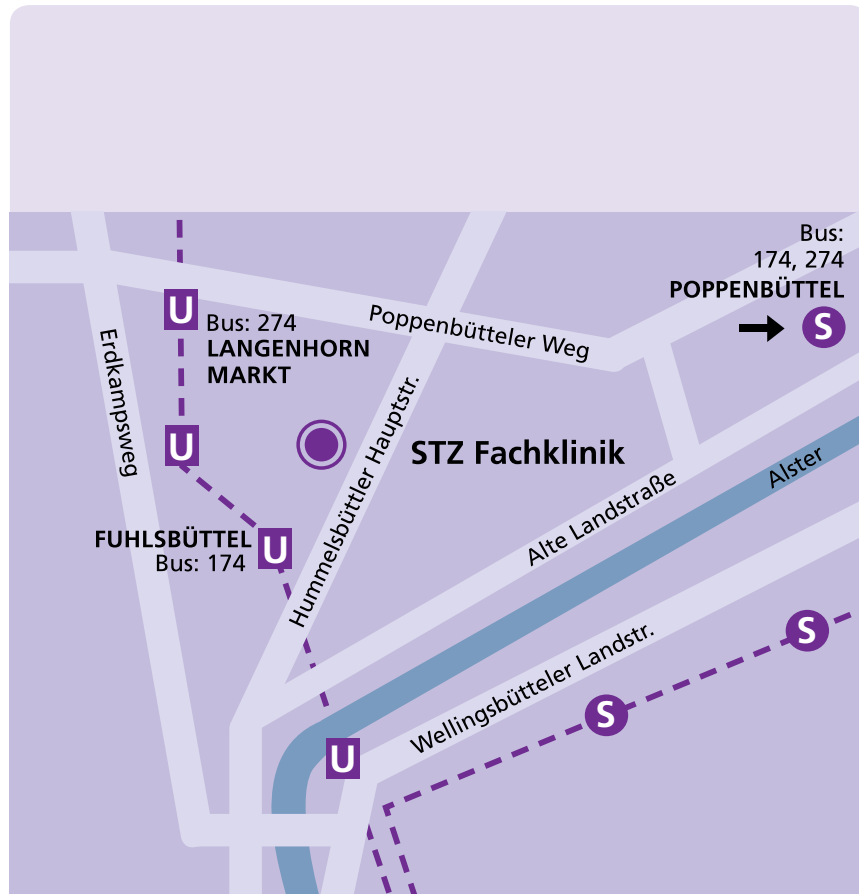 Bus:
174, 274
POPPENBÜTTEL
S
U
Bus: 274
LANGENHORN
MARKT
Poppenbütteler Weg
Erdkampsweg
U
STZ Fachklinik
Hummelsbüttler Hauptstr.
Alster
Alte Landstraße
FUHLSBÜTTEL
Bus: 174
U
S
Wellingsbütteler Landstr.
S
U